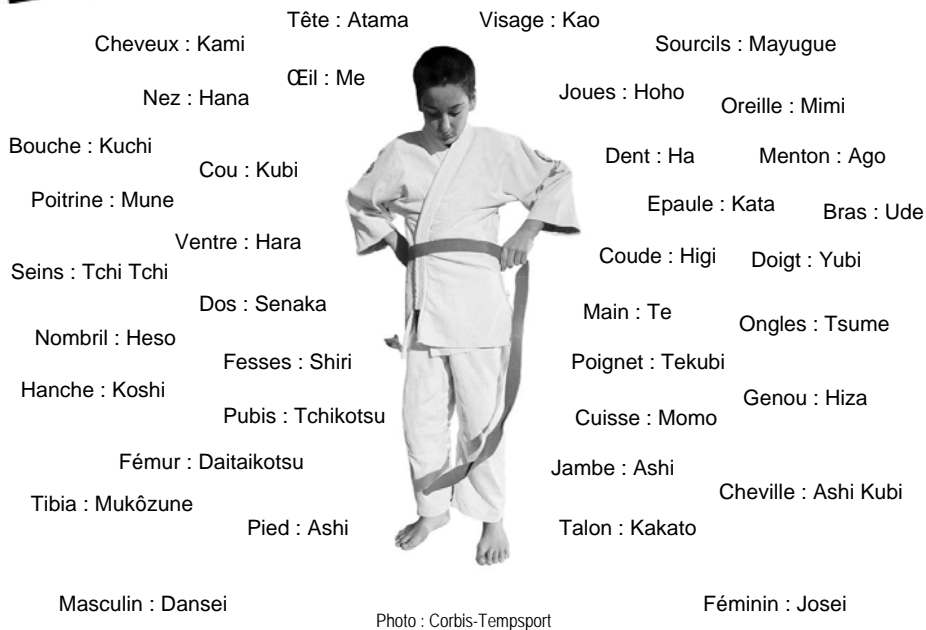 Tête : Atama
Visage : Kao
Cheveux : Kami
Sourcils : Mayugue
Œil : Me
Nez : Hana
Joues : Hoho
Oreille : Mimi
Bouche : Kuchi
Cou : Kubi
Dent : Ha
Menton : Ago
Poitrine : Mune
Epaule : Kata
Bras : Ude
Ventre : Hara
Coude : Higi
Doigt : Yubi
Seins : Tchi Tchi
Dos : Senaka
Main : Te
Ongles : Tsume
Nombril : Heso
Fesses : Shiri
Poignet : Tekubi
Hanche : Koshi
Genou : Hiza
Pubis : Tchikotsu
Cuisse : Momo
Fémur : Daitaikotsu
Jambe : Ashi
Cheville : Ashi Kubi
Tibia : Mukôzune
Pied : Ashi
Talon : Kakato
Masculin : Dansei
Féminin : Josei
Photo : Corbis-Tempsport